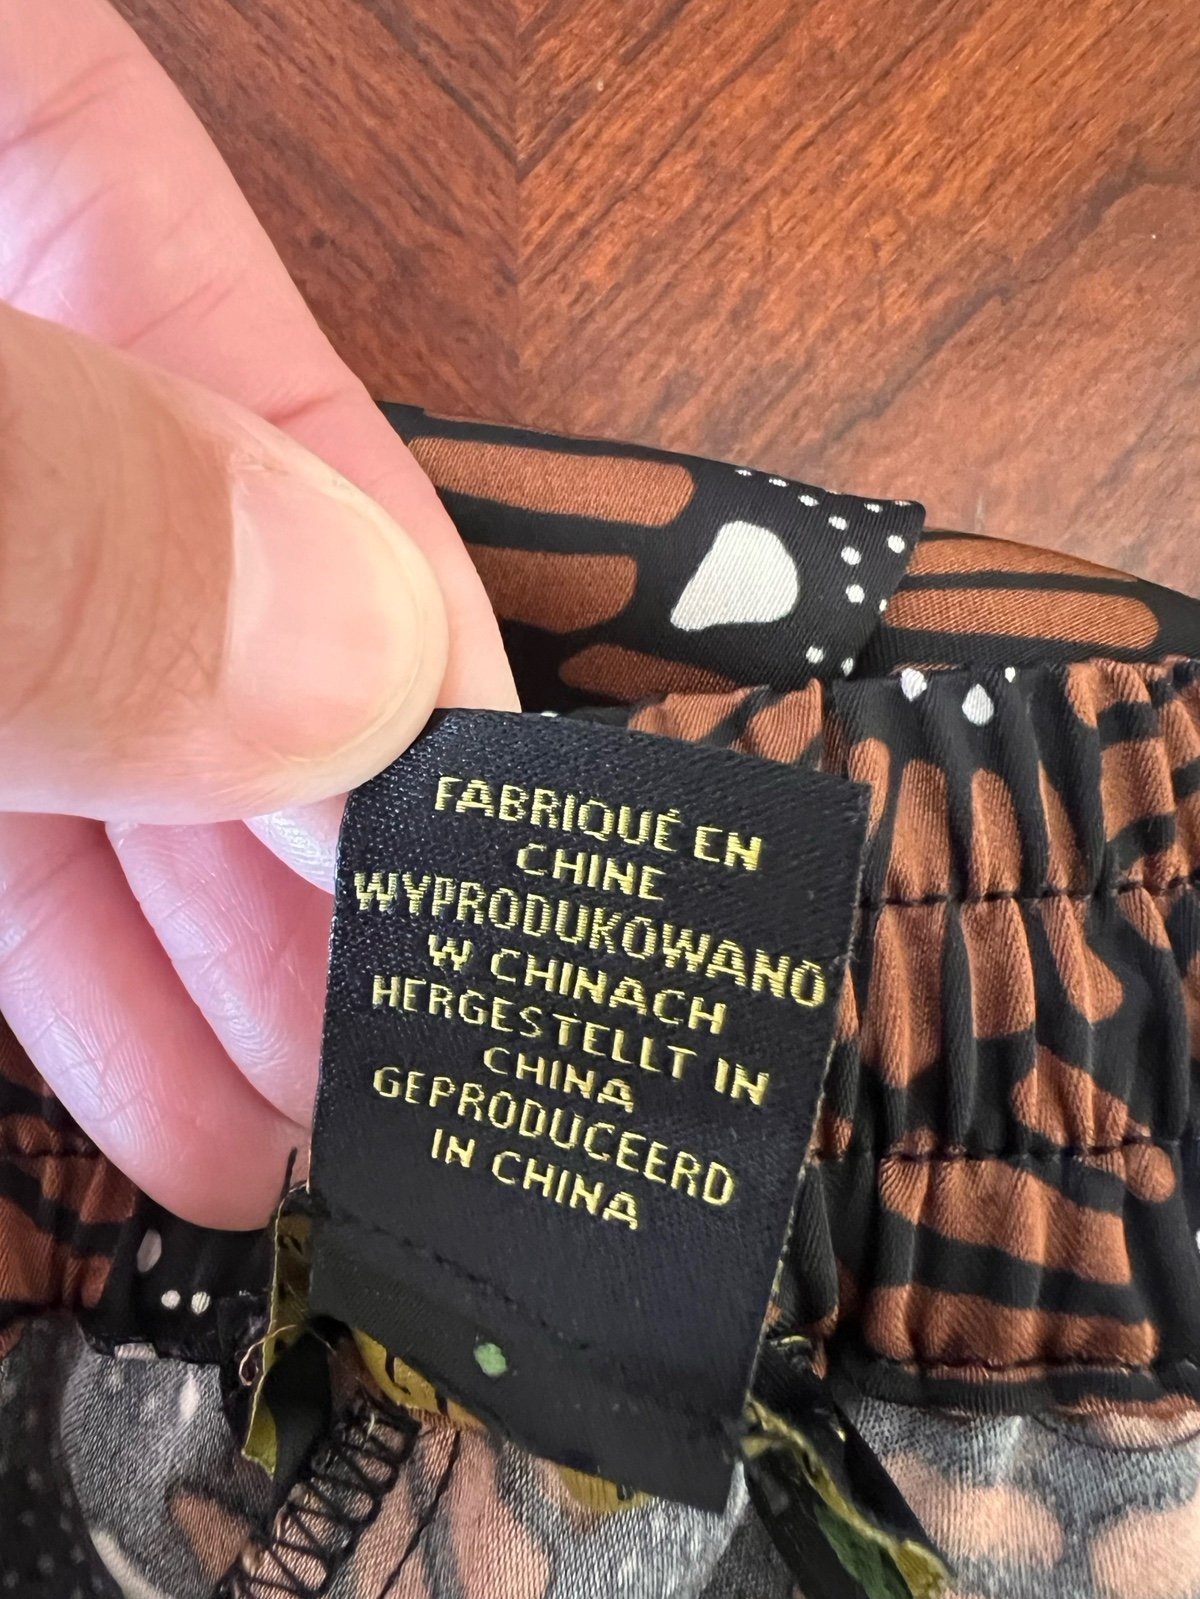 FABRIQUÉ EN
CHINE
WYPRODUKOWANO
W CHINACH
HERGESTELLT IN
CHINA
GEPRODUCEERD
IN CHINA